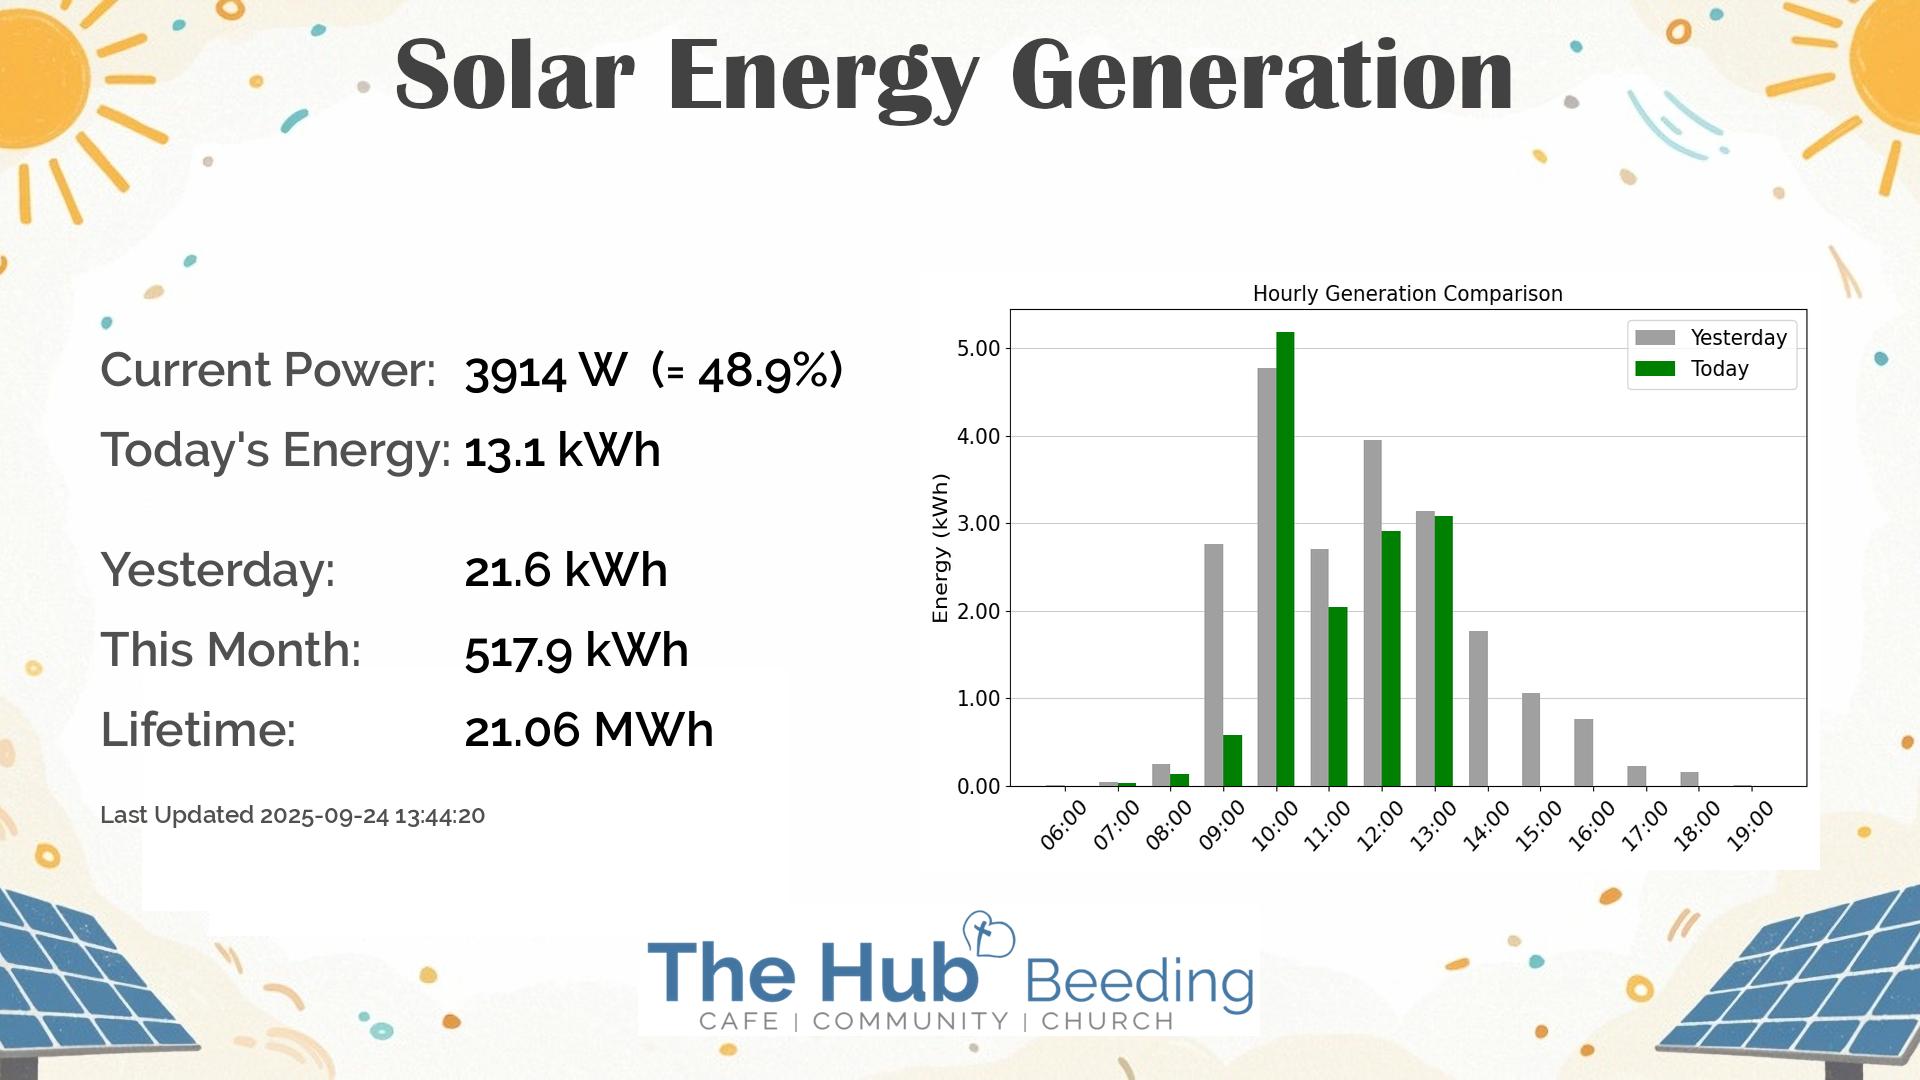 Solar Energy Generation
Current Power: 3914 W (= 48.9%)
Today's Energy: 13.1 kWh
Yesterday: 21.6 kWh
This Month: 517.9 kWh
Lifetime: 21.06 MWh
Last Updated 2025-09-24 13:44:20
Hourly Generation Comparison
Yesterday
Today
Energy (kWh)
5.00
4.00
3.00
2.00
1.00
0.00
06:00 07:00 08:00 09:00 10:00 11:00 12:00 13:00 14:00 15:00 16:00 17:00 18:00 19:00
The Hub Beeding
CAFE | COMMUNITY | CHURCH